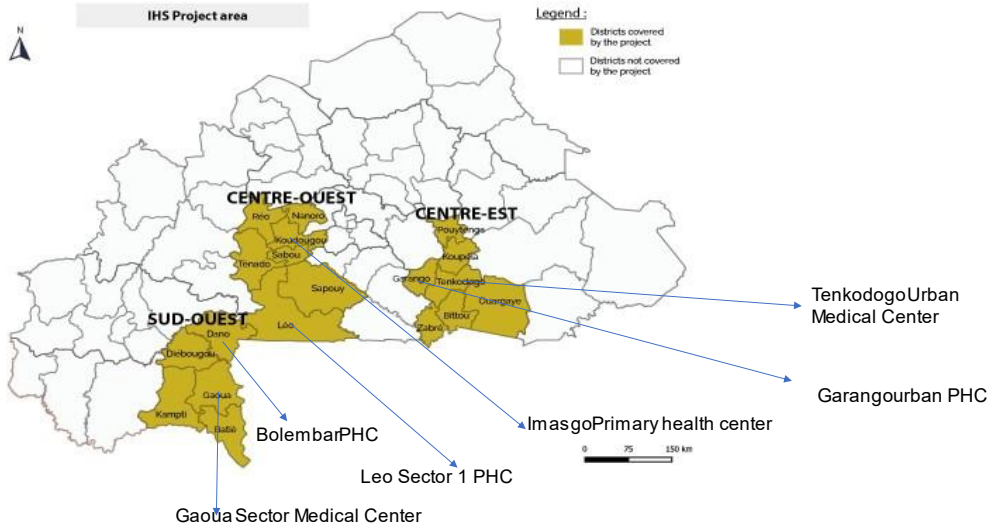 IHS Project area
Legend :
Districts covered
by the project
Districts not covered
by the project
N
CENTRE-OUEST
Réo
Nanoro
Koudougou
Sabou
Tenado
Sapouy
Léo
CENTRE-EST
Pouytenga
Koupéla
Garango
Tenkodogo
Ouargaye
Bittou
Zabré
SUD-OUEST
Dano
Diébougou
Gaoua
Kampti
Batié
TenkodogoUrban
Medical Center
Garangourban PHC
ImasgoPrimary health center
BolembarPHC
Leo Sector 1 PHC
Gaoua Sector Medical Center
0 75 150 km